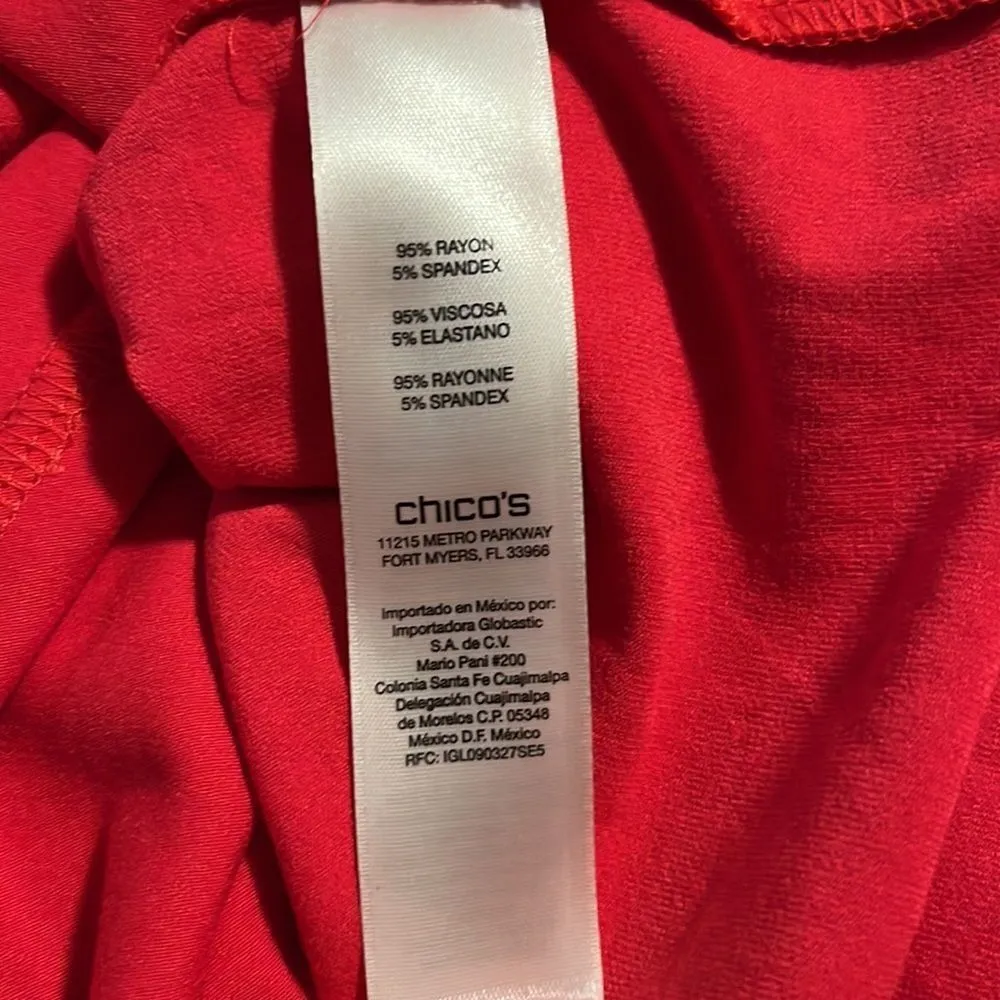 95% RAYON
5% SPANDEX
95% VISCOSA
5% ELASTANO
95% RAYONNE
5% SPANDEX
chico's
11215 METRO PARKWAY
FORT MYERS, FL 33966
Importado en México por:
Importadora Globastic
S.A. de C.V.
Mario Pani #200
Colonia Santa Fe Cuajimalpa
Delegación Cuajimalpa
de Morelos C.P. 05348
México D.F. México
RFC: IGL090327SE5